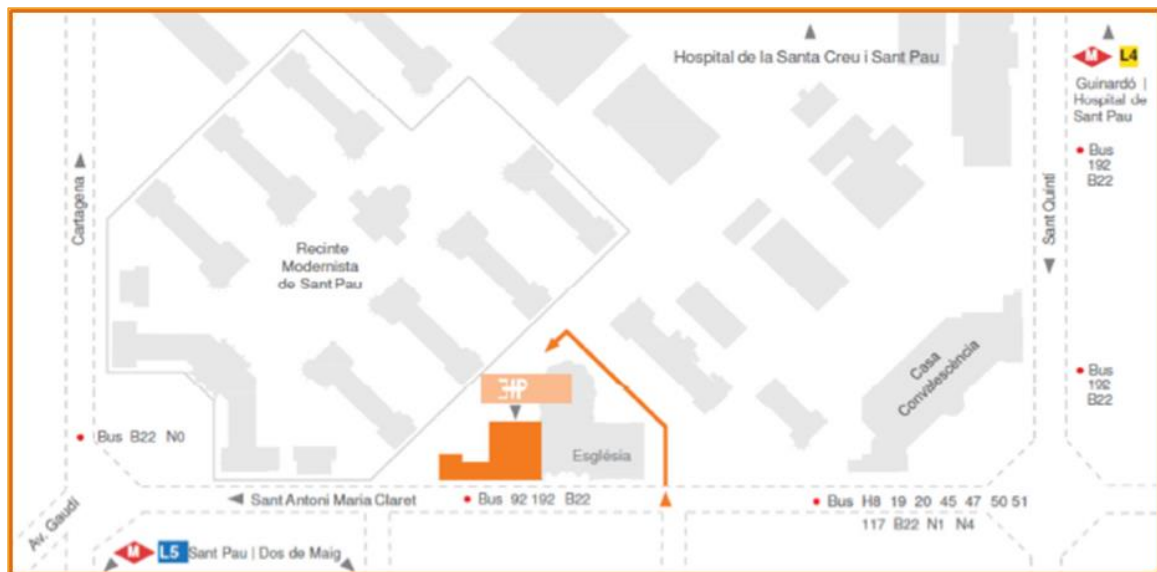 Hospital de la Santa Creu i Sant Pau
M L4
Guinardó |
Hospital de
Sant Pau
Bus
192
B22
Cartagena
Sant Quintí
Recinte
Modernista
de Sant Pau
Casa
Convalescència
Bus
192
B22
Bus B22 N0
Església
Sant Antoni Maria Claret
Bus 92 192 B22
Bus H8 19 20 45 47 50 51
117 B22 N1 N4
Av. Gaudí
M L5 Sant Pau | Dos de Maig